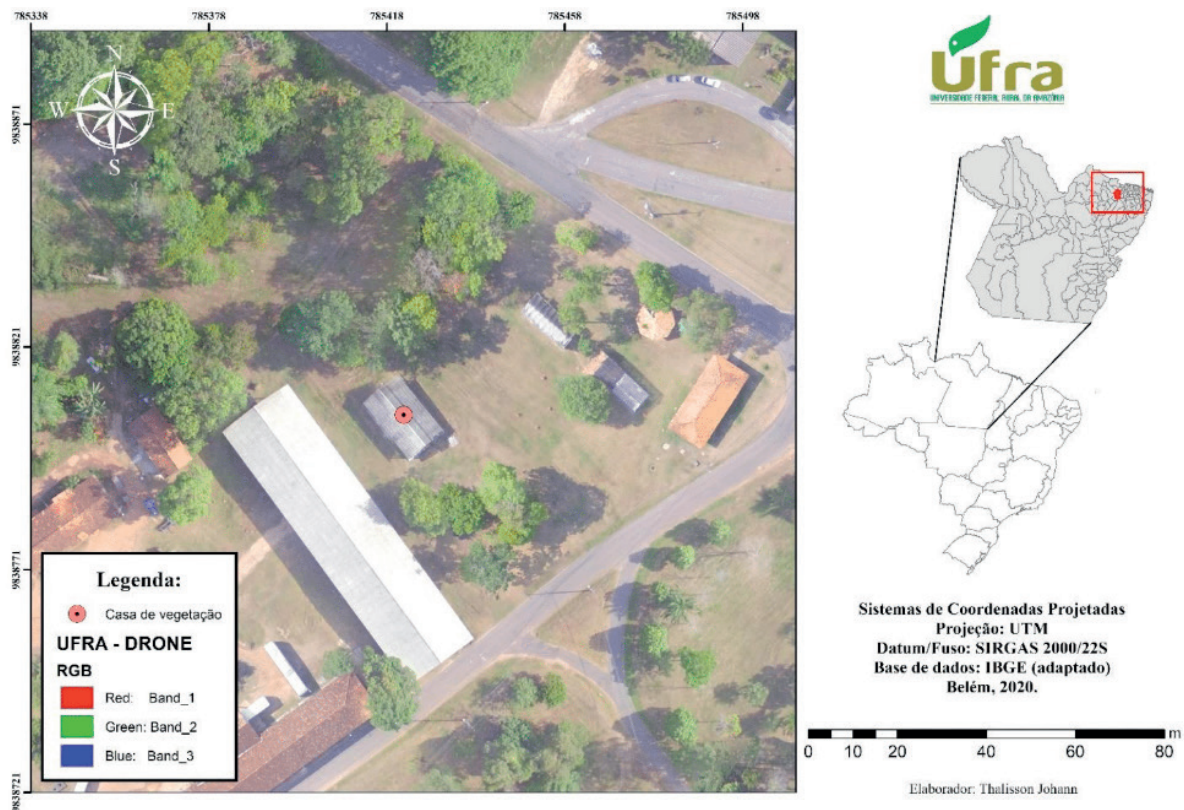 785338
785378
785418
785458
785498
9838871
9838821
9838771
9838721
N
W E
S
Legenda:
Casa de vegetação
UFRA - DRONE
RGB
Red: Band_1
Green: Band_2
Blue: Band_3
Ufra
UNIVERSIDADE FEDERAL RURAL DA AMAZÔNIA
Sistemas de Coordenadas Projetadas
Projeção: UTM
Datum/Fuso: SIRGAS 2000/22S
Base de dados: IBGE (adaptado)
Belém, 2020.
m
0 5 10 20 40 60 80
Elaborador: Thalisson Johann